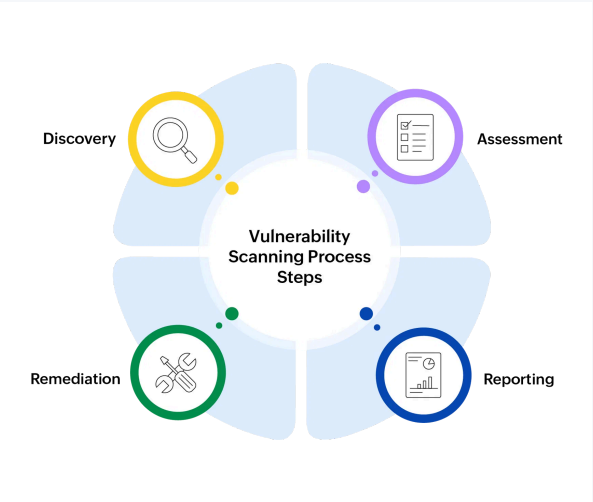 Discovery
Assessment
Vulnerability
Scanning Process
Steps
Remediation
Reporting